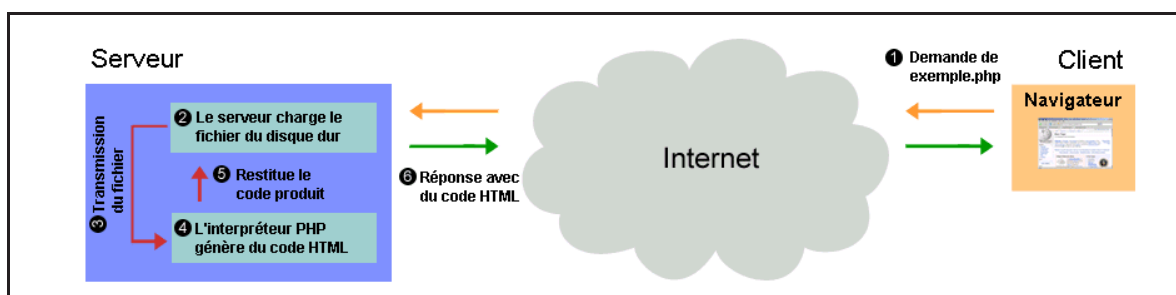 Serveur
Client
❶ Demande de
exemple.php
Navigateur
❷ Le serveur charge le
fichier du disque dur
❸ Transmission
du fichier
❹ L'interpréteur PHP
génère du code HTML
❺ Restitue le
code produit
❻ Réponse avec
du code HTML
Internet